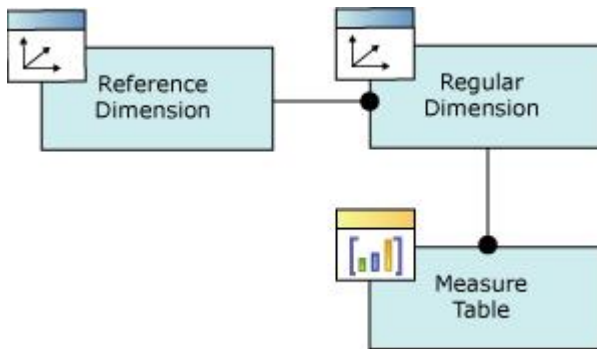 Reference
Dimension
Regular
Dimension
Measure
Table